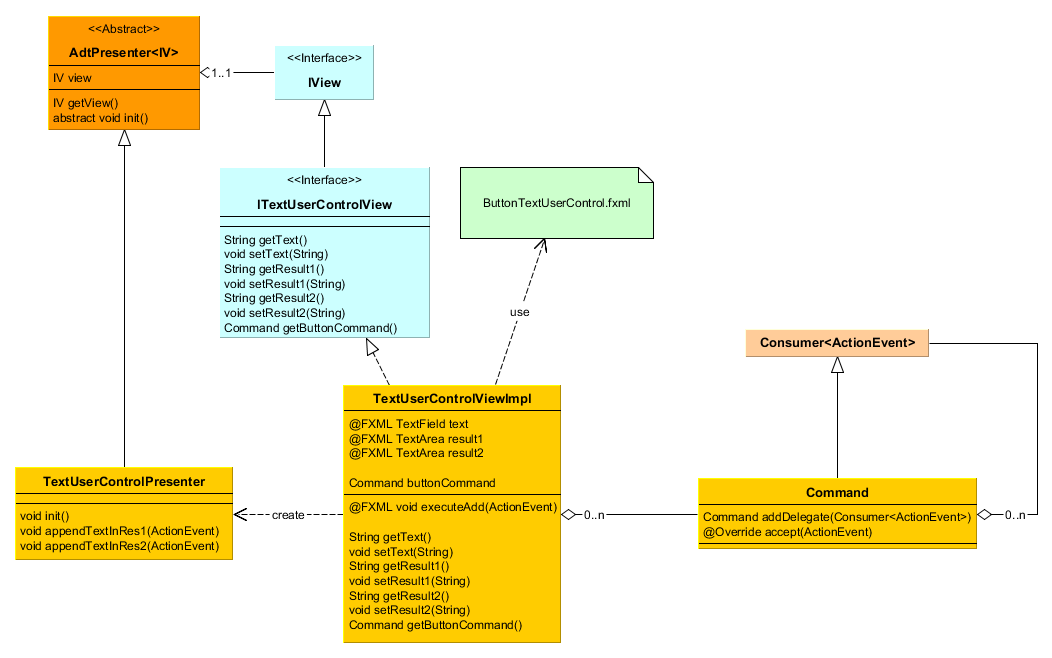 <<Abstract>>
AdtPresenter<IV>
IV view
IV getView()
abstract void init()
1..1
<<Interface>>
IView
<<Interface>>
ITextUserControlView
String getText()
void setText(String)
String getResult1()
void setResult1(String)
String getResult2()
void setResult2(String)
Command getButtonCommand()
ButtonTextUserControl.fxml
use
Consumer<ActionEvent>
TextUserControlViewImpl
@FXML TextField text
@FXML TextArea result1
@FXML TextArea result2
Command buttonCommand
@FXML void executeAdd(ActionEvent)
String getText()
void setText(String)
String getResult1()
void setResult1(String)
String getResult2()
void setResult2(String)
Command getButtonCommand()
TextUserControlPresenter
void init()
void appendTextInRes1(ActionEvent)
void appendTextInRes2(ActionEvent)
create
0..n
Command
Command addDelegate(Consumer<ActionEvent>)
@Override accept(ActionEvent)
0..n